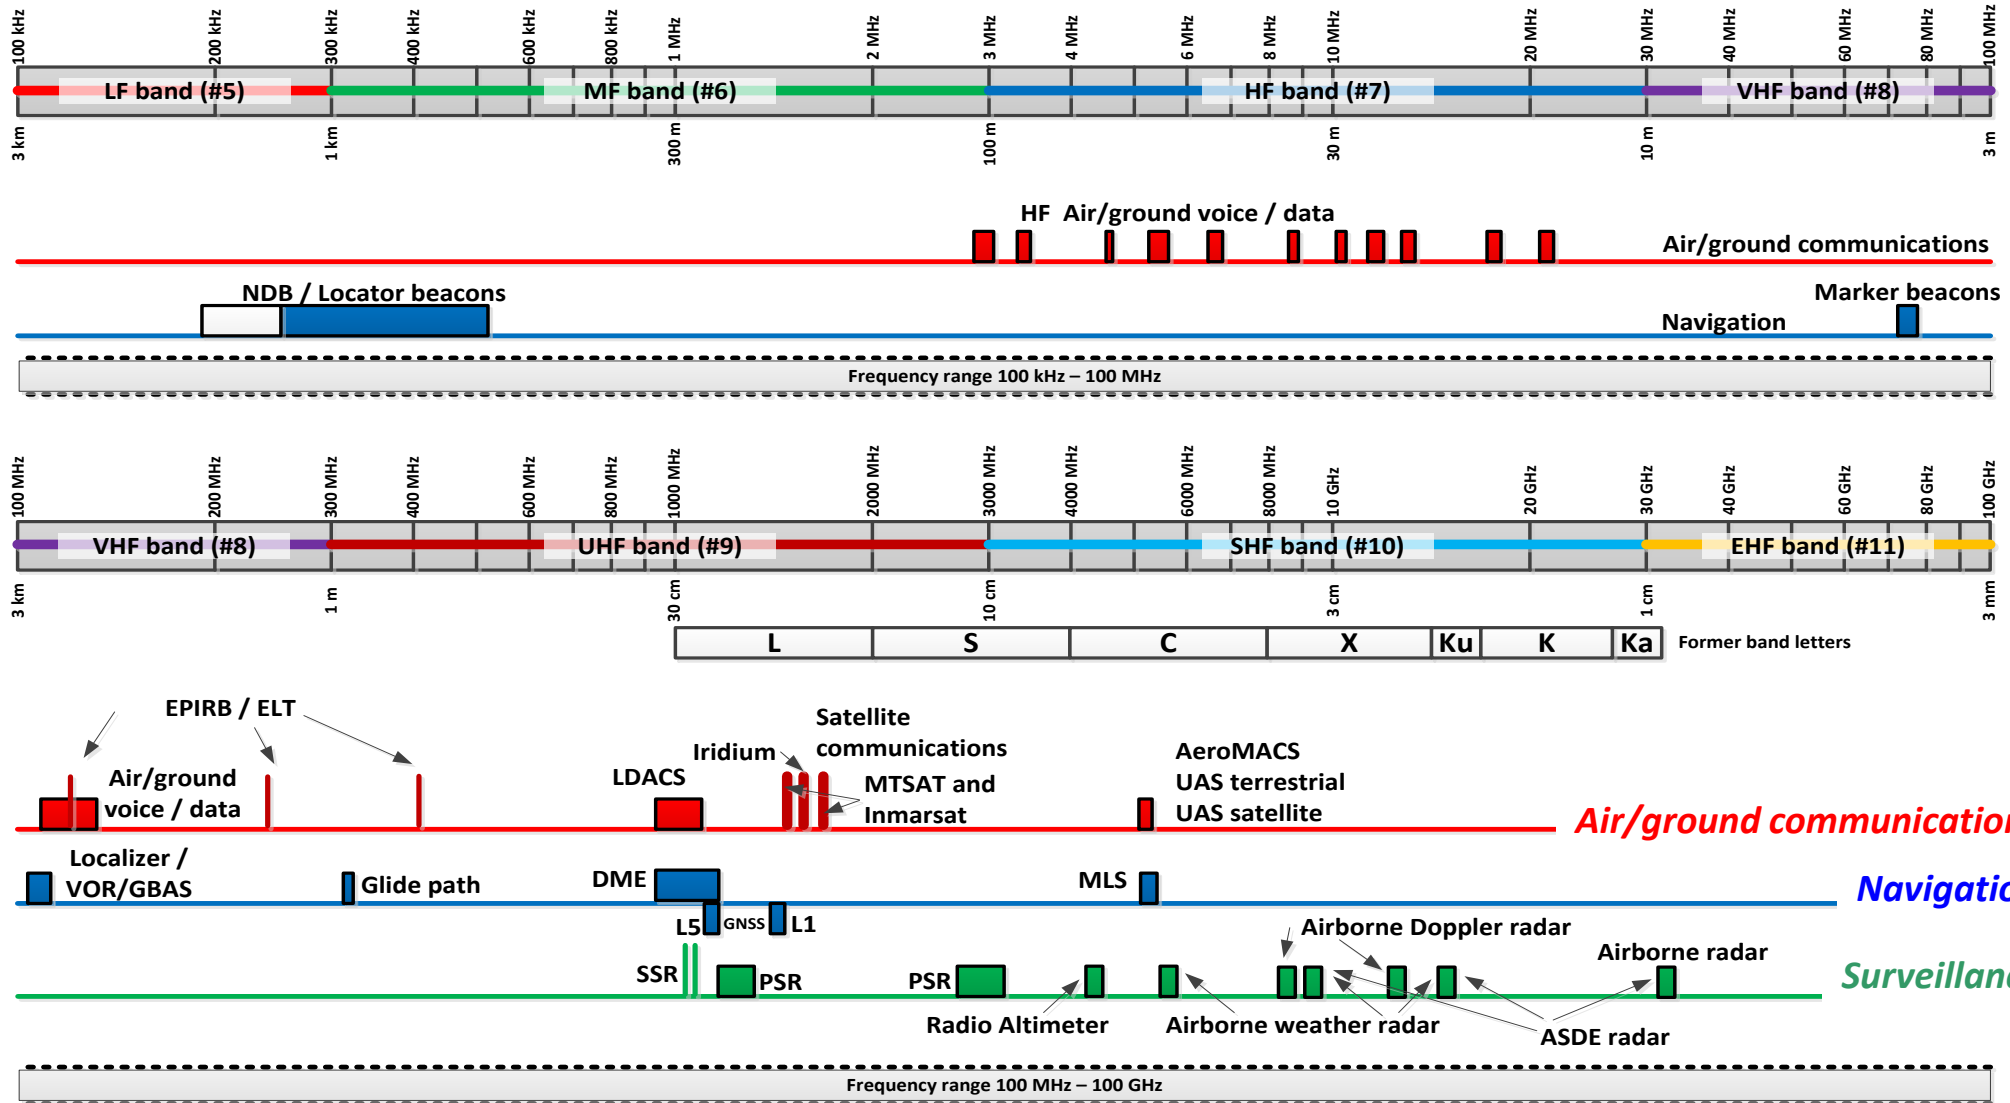 100 kHz
200 kHz
300 kHz
400 kHz
600 kHz
800 kHz
1 MHz
2 MHz
3 MHz
4 MHz
6 MHz
8 MHz
10 MHz
20 MHz
30 MHz
40 MHz
60 MHz
80 MHz
100 MHz
LF band (#5)
MF band (#6)
HF band (#7)
VHF band (#8)
3 km
1 km
300 m
100 m
30 m
10 m
3 m
HF Air/ground voice / data
Air/ground communications
NDB / Locator beacons
Marker beacons
Navigation
Frequency range 100 kHz – 100 MHz
100 MHz
200 MHz
300 MHz
400 MHz
600 MHz
800 MHz
1000 MHz
2000 MHz
3000 MHz
4000 MHz
6000 MHz
8000 MHz
10 GHz
20 GHz
30 GHz
40 GHz
60 GHz
80 GHz
100 GHz
VHF band (#8)
UHF band (#9)
SHF band (#10)
EHF band (#11)
3 km
1 m
30 cm
10 cm
3 cm
1 cm
3 mm
L
S
C
X
Ku
K
Ka
Former band letters
EPIRB / ELT
Air/ground
voice / data
LDACS
Iridium
Satellite
communications
MTSAT and
Inmarsat
AeroMACS
UAS terrestrial
UAS satellite
Air/ground communication
Localizer /
VOR/GBAS
Glide path
DME
MLS
Navigatio
L5
GNSS
L1
Airborne Doppler radar
Airborne radar
SSR
PSR
PSR
Surveillan
Radio Altimeter
Airborne weather radar
ASDE radar
Frequency range 100 MHz – 100 GHz